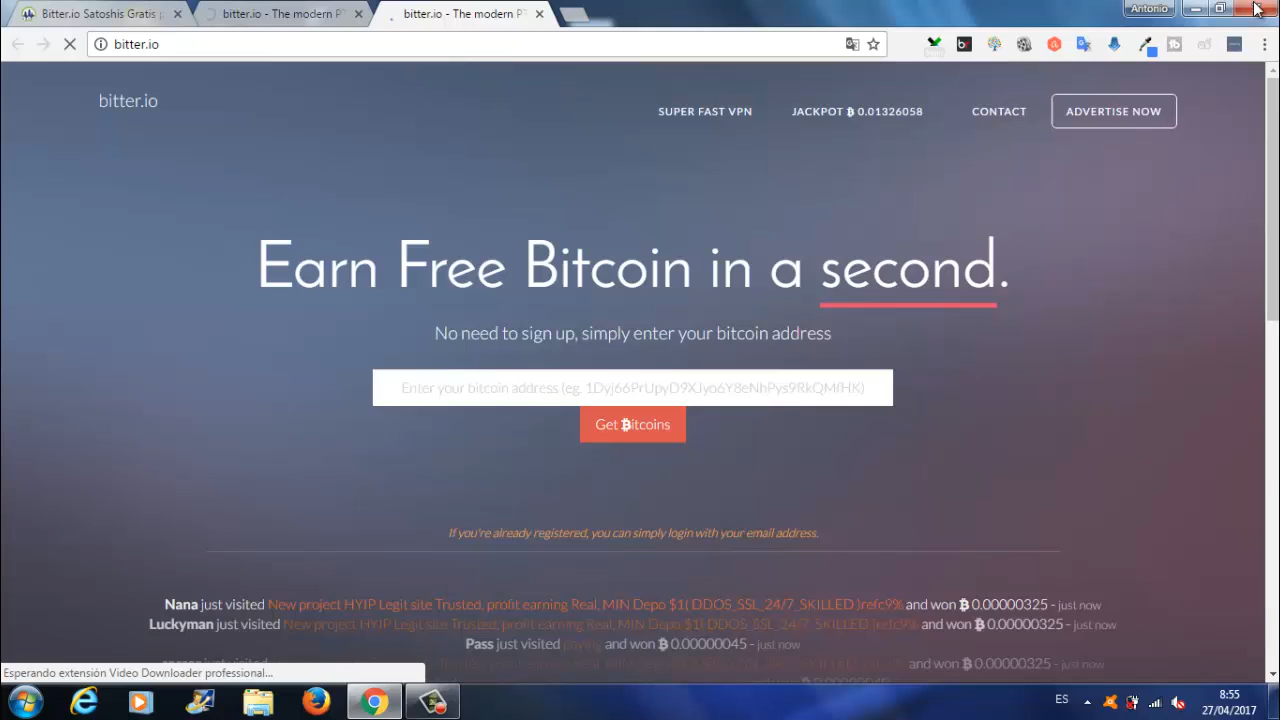 Bitter.io Satoshis Gratis
bitter.io - The modern PT
bitter.io - The modern PT
Antonio
bitter.io
bitter.io
SUPER FAST VPN
JACKPOT ₿ 0.01326058
CONTACT
ADVERTISE NOW
Earn Free Bitcoin in a second.
No need to sign up, simply enter your bitcoin address
Enter your bitcoin address (eg. 1Dyj66PrUpyD9XJyo6Y8eNhPys9RkQMfHK)
Get ₿itcoins
If you're already registered, you can simply login with your email address.
Nana just visited New project HYIP Legit site Trusted, profit earning Real, MIN Depo $1( DDOS_SSL_24/7_SKILLED )refc9% and won ₿ 0.00000325 - just now
Luckyman just visited New project HYIP Legit site Trusted, profit earning Real, MIN Depo $1( DDOS_SSL_24/7_SKILLED )refc9% and won ₿ 0.00000325 - just now
Pass just visited paying and won ₿ 0.00000045 - just now
just visited and won ₿ 0.00000325 - just now
Esperando extensión Video Downloader professional...
ES
8:55
27/04/2017